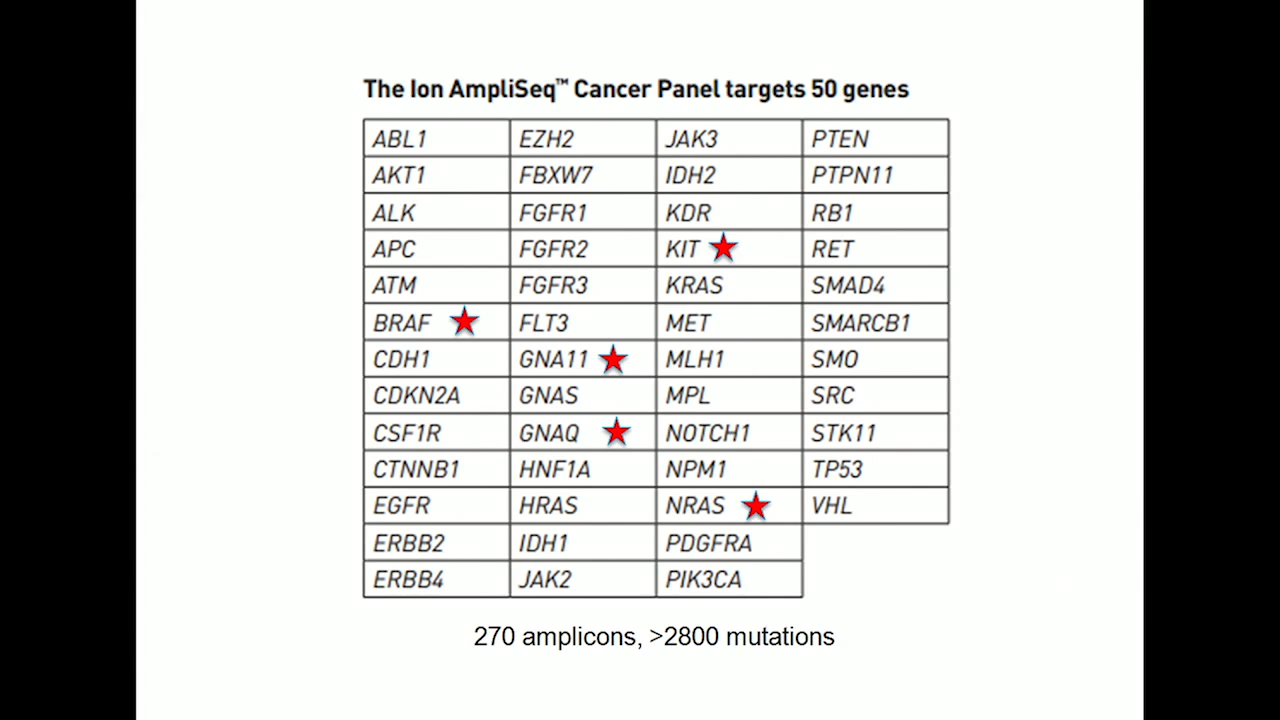 The Ion AmpliSeq™ Cancer Panel targets 50 genes
ABL1 EZH2 JAK3 PTEN
AKT1 FBXW7 IDH2 PTPN11
ALK FGFR1 KDR RB1
APC FGFR2 KIT RET
ATM FGFR3 KRAS SMAD4
BRAF FLT3 MET SMARCB1
CDH1 GNA11 MLH1 SMO
CDKN2A GNAS MPL SRC
CSF1R GNAQ NOTCH1 STK11
CTNNB1 HNF1A NPM1 TP53
EGFR HRAS NRAS VHL
ERBB2 IDH1 PDGFRA
ERBB4 JAK2 PIK3CA
270 amplicons, >2800 mutations